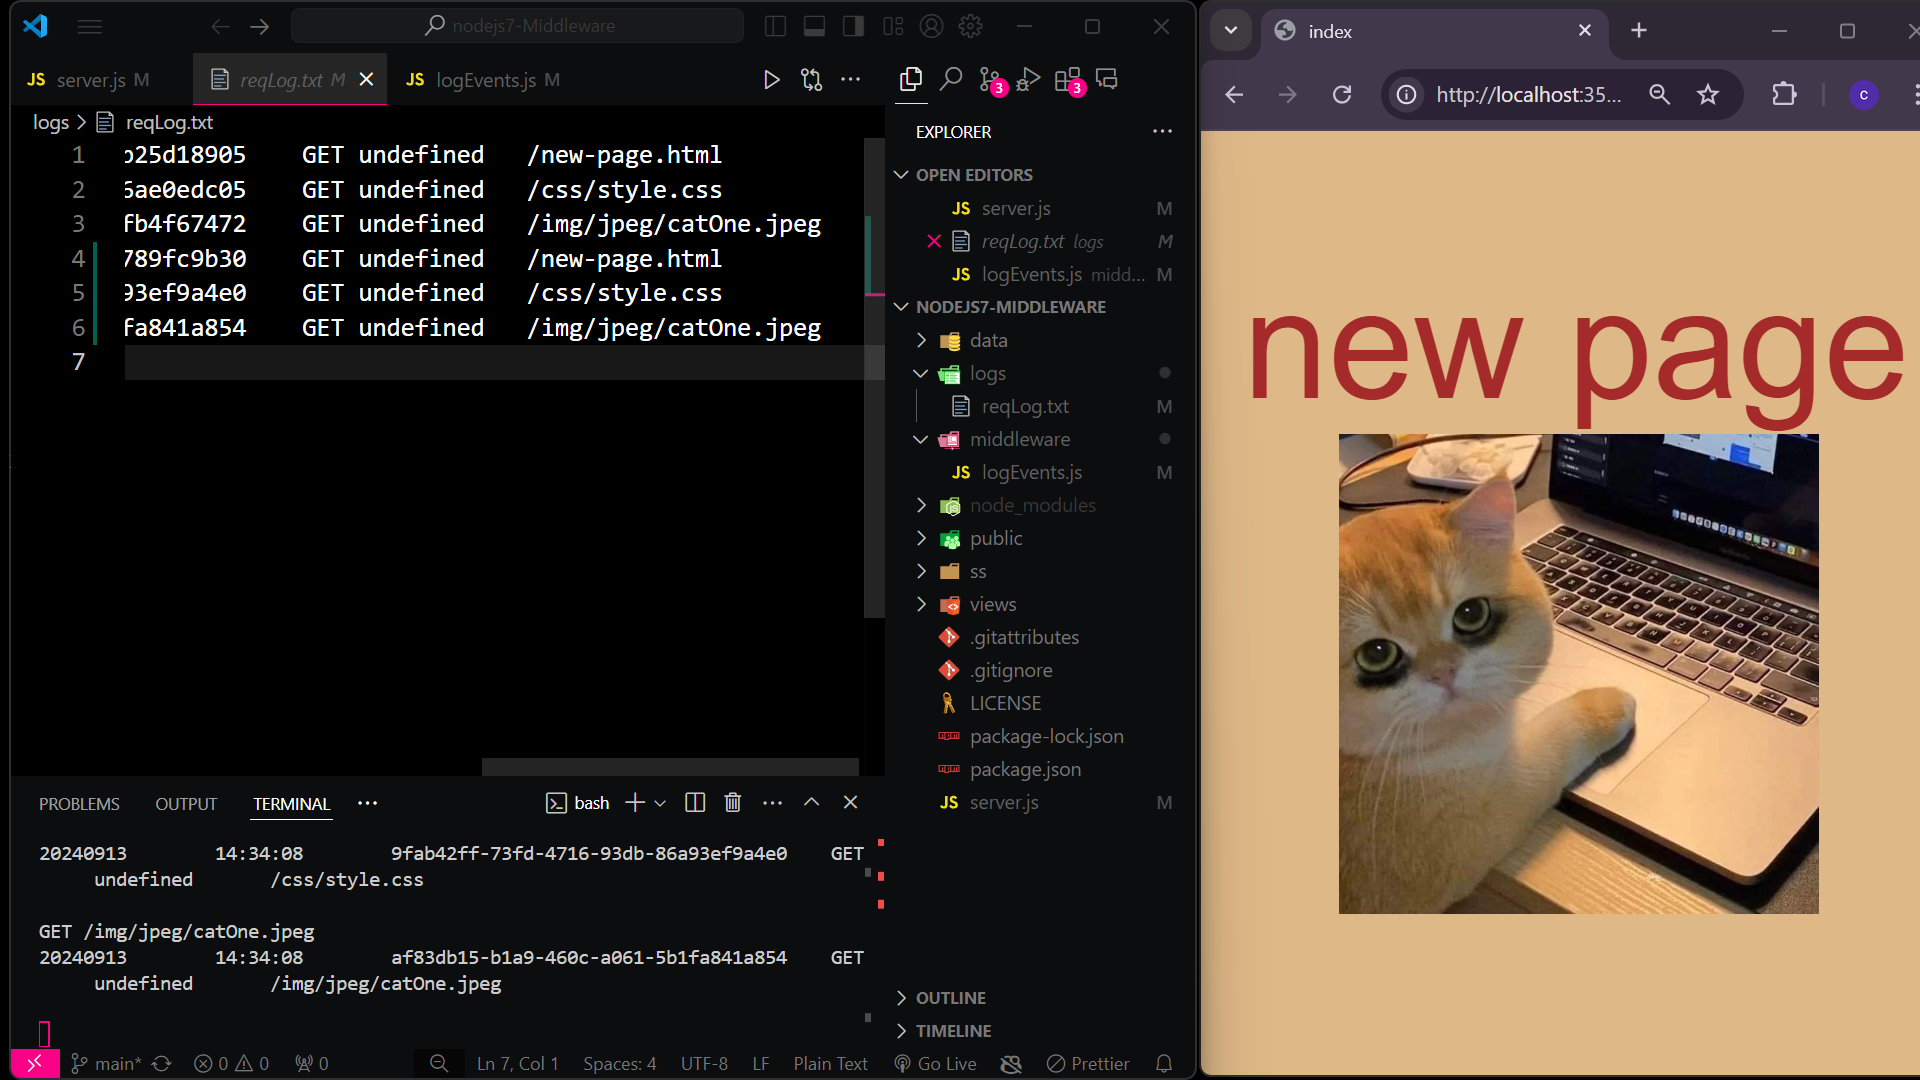 nodejs7-Middleware
JS server.js M
reqLog.txt M
JS logEvents.js M
logs > reqLog.txt
1 b25d18905 GET undefined /new-page.html
2 6ae0edc05 GET undefined /css/style.css
3 fb4f67472 GET undefined /img/jpeg/catOne.jpeg
4 789fc9b30 GET undefined /new-page.html
5 93ef9a4e0 GET undefined /css/style.css
6 fa841a854 GET undefined /img/jpeg/catOne.jpeg
7
PROBLEMS OUTPUT TERMINAL ... bash
20240913 14:34:08 9fab42ff-73fd-4716-93db-86a93ef9a4e0 GET
undefined /css/style.css
GET /img/jpeg/catOne.jpeg
20240913 14:34:08 af83db15-b1a9-460c-a061-5b1fa841a854 GET
undefined /img/jpeg/catOne.jpeg
main* 0 0 0 Ln 7, Col 1 Spaces: 4 UTF-8 LF Plain Text Go Live Prettier
3 3
EXPLORER ...
OPEN EDITORS
JS server.js M
reqLog.txt logs M
JS logEvents.js midd... M
NODEJS7-MIDDLEWARE
data
logs
reqLog.txt M
middleware
JS logEvents.js M
node_modules
public
ss
views
.gitattributes
.gitignore
LICENSE
package-lock.json
package.json
JS server.js M
OUTLINE
TIMELINE
index
http://localhost:35...
c
new page